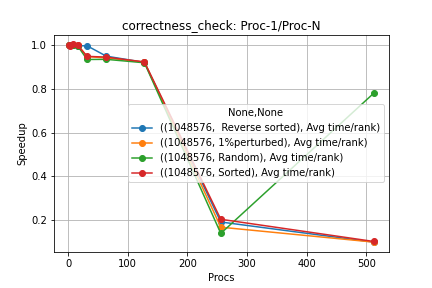 correctness_check: Proc-1/Proc-N
1.0
0.8
0.6
0.4
0.2
Speedup
None,None
((1048576,  Reverse sorted), Avg time/rank)
((1048576, 1%perturbed), Avg time/rank)
((1048576, Random), Avg time/rank)
((1048576, Sorted), Avg time/rank)
0 100 200 300 400 500
Procs